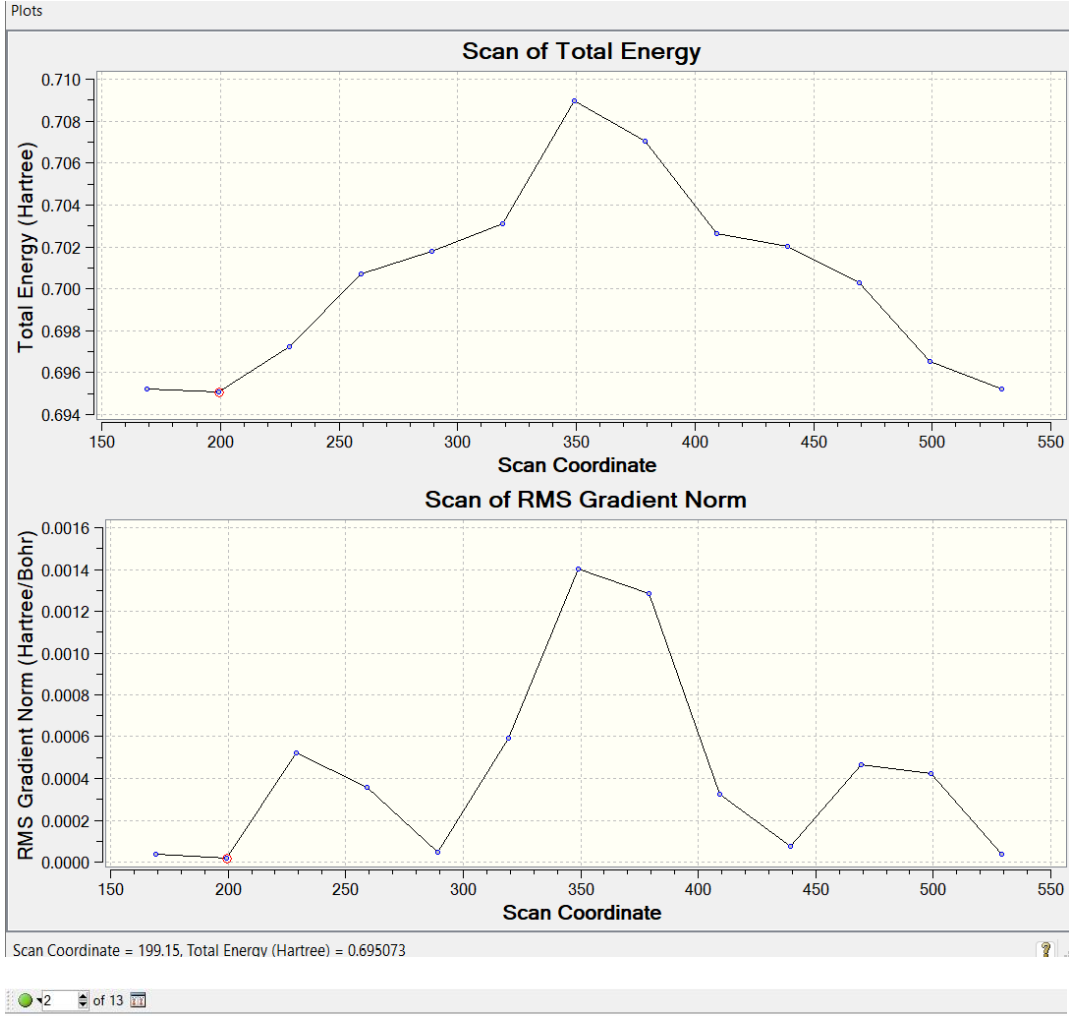 Plots
Scan of Total Energy
Total Energy (Hartree)
0.710
0.708
0.706
0.704
0.702
0.700
0.698
0.696
0.694
150 200 250 300 350 400 450 500 550
Scan Coordinate
Scan of RMS Gradient Norm
RMS Gradient Norm (Hartree/Bohr)
0.0016
0.0014
0.0012
0.0010
0.0008
0.0006
0.0004
0.0002
0.0000
150 200 250 300 350 400 450 500 550
Scan Coordinate
Scan Coordinate = 199.15, Total Energy (Hartree) = 0.695073
2 of 13